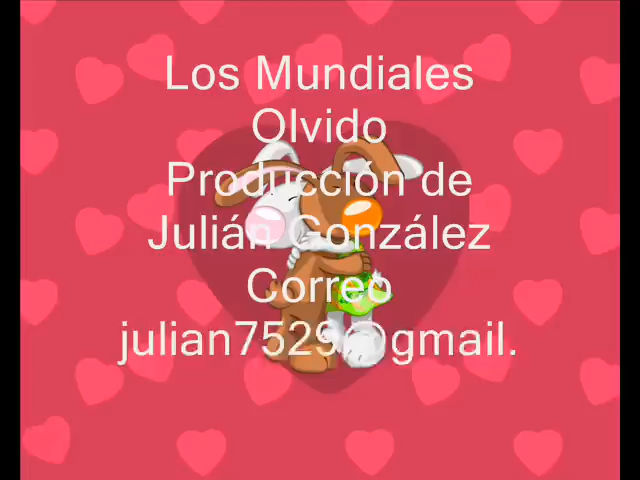 Los Mundiales
Olvido
Producción de
Julián González
Correo
julian7529@gmail.